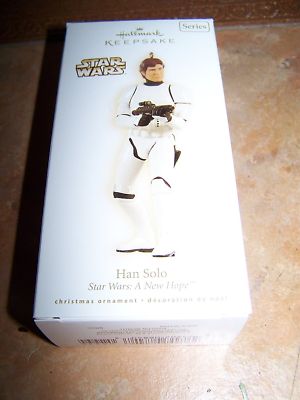 Hallmark
KEEPSAKE
Series
STAR
WARS
Han Solo
Star Wars: A New Hope™
christmas ornament • décoration de noël